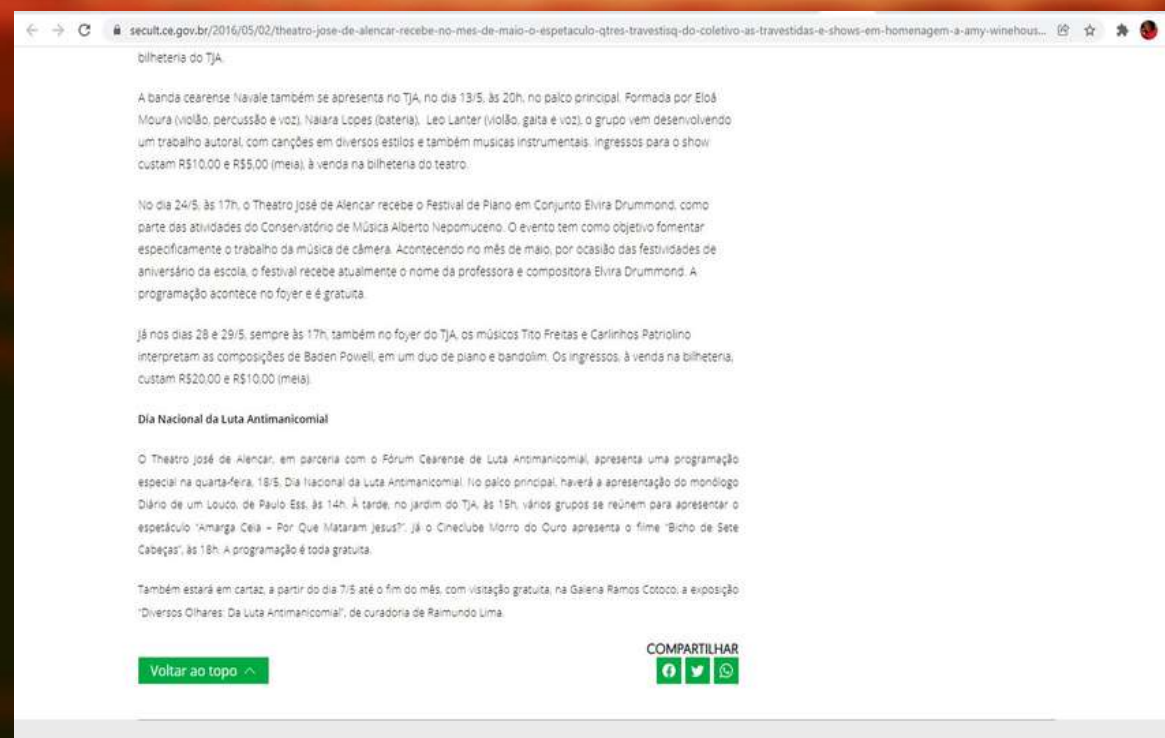 secult.ce.gov.br/2016/05/02/theatro-jose-de-alencar-recebe-no-mes-de-maio-o-espetaculo-qtres-travestisq-do-coletivo-as-travestidas-e-shows-em-homenagem-a-amy-winehous...
bilheteria do TJA.
A banda cearense Navale também se apresenta no TJA, no dia 13/5, às 20h, no palco principal. Formada por Eloá
Moura (violão, percussão e voz), Naiara Lopes (bateria), Leo Lanter (violão, gaita e voz), o grupo vem desenvolvendo
um trabalho autoral, com canções em diversos estilos e também musicas instrumentais. Ingressos para o show
custam R$10,00 e R$5,00 (meia), à venda na bilheteria do teatro.
No dia 24/5, às 17h, o Theatro José de Alencar recebe o Festival de Piano em Conjunto Elvira Drummond, como
parte das atividades do Conservatório de Música Alberto Nepomuceno. O evento tem como objetivo fomentar
especificamente o trabalho da música de câmera. Acontecendo no mês de maio, por ocasião das festividades de
aniversário da escola, o festival recebe atualmente o nome da professora e compositora Elvira Drummond. A
programação acontece no foyer e é gratuita.
Já nos dias 28 e 29/5, sempre às 17h, também no foyer do TJA, os músicos Tito Freitas e Carlinhos Patriolino
interpretam as composições de Baden Powell, em um duo de piano e bandolim. Os ingressos, à venda na bilheteria,
custam R$20,00 e R$10,00 (meia).
Dia Nacional da Luta Antimanicomial
O Theatro José de Alencar, em parceria com o Fórum Cearense de Luta Antimanicomial, apresenta uma programação
especial na quarta-feira, 18/5, Dia Nacional da Luta Antimanicomial. No palco principal, haverá a apresentação do monólogo
Diário de um Louco, de Paulo Ess, às 14h. À tarde, no jardim do TJA, às 15h, vários grupos se reúnem para apresentar o
espetáculo "Amarga Ceia – Por Que Mataram Jesus?". Já o Cineclube Morro do Ouro apresenta o filme "Bicho de Sete
Cabeças", às 18h. A programação é toda gratuita.
Também estará em cartaz, a partir do dia 7/5 até o fim do mês, com visitação gratuita, na Galeria Ramos Cotoco, a exposição
"Diversos Olhares: Da Luta Antimanicomial", de curadoria de Raimundo Lima.
COMPARTILHAR
Voltar ao topo